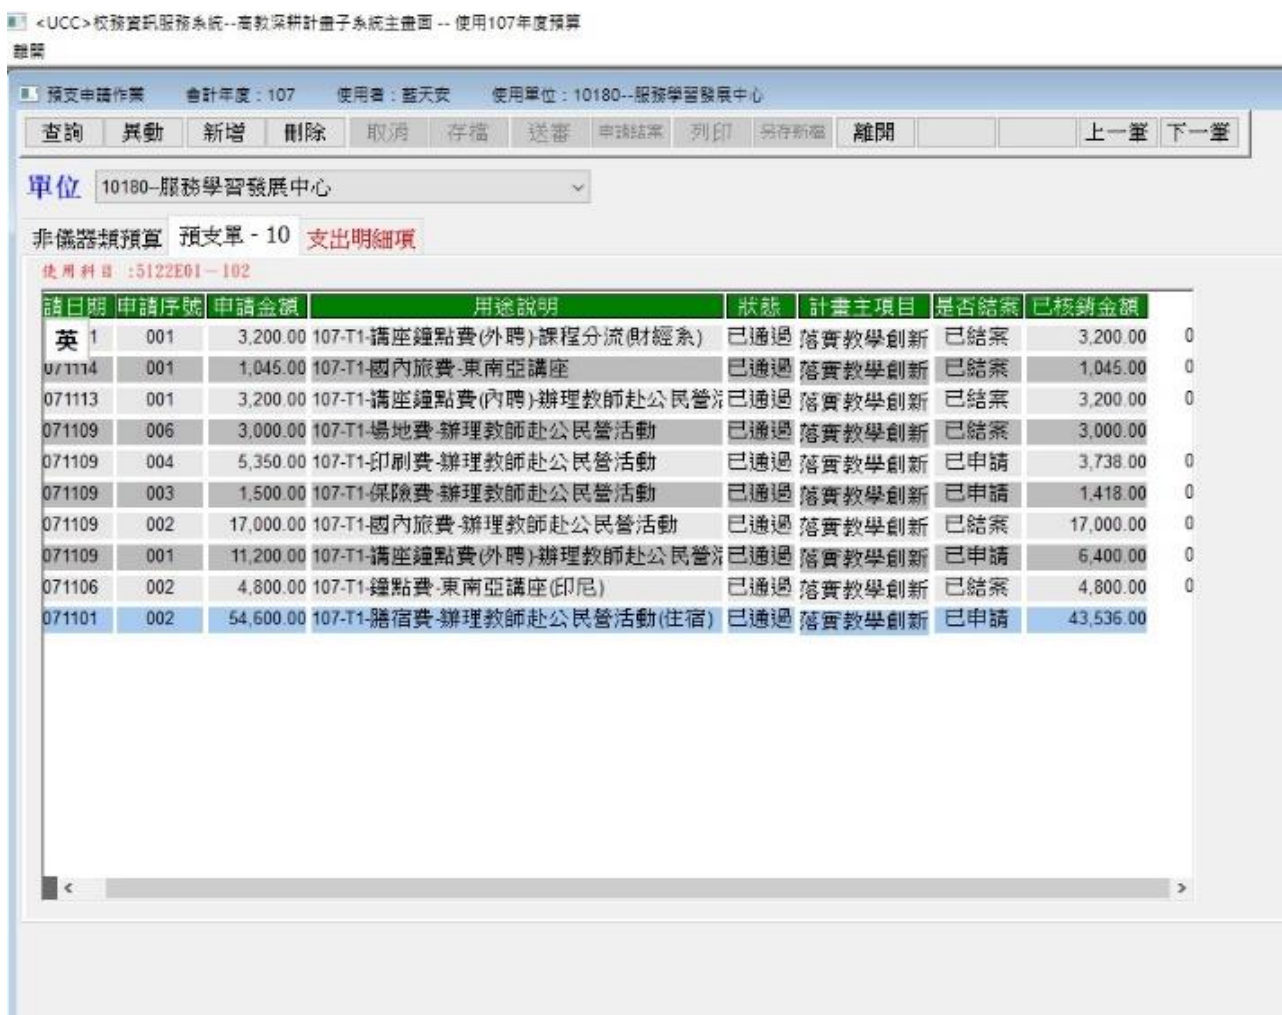 <UCC>校務資訊服務系統--高教深耕計畫子系統主畫面 -- 使用107年度預算
離開
預支申請作業 會計年度：107 使用者：藍天安 使用單位：10180--服務學習發展中心
查詢 異動 新增 刪除 取消 存檔 送審 申請結案 列印 另存新檔 離開 上一筆 下一筆
單位 10180--服務學習發展中心
非儀器類預算 預支單 - 10 支出明細項
使用科目 :5122E01－102
請日期 申請序號 申請金額 用途說明 狀態 計畫主項目 是否結案 已核銷金額
英 1 001 3,200.00 107-T1-講座鐘點費(外聘)-課程分流(財經系) 已通過 落實教學創新 已結案 3,200.00 0
071114 001 1,045.00 107-T1-國內旅費-東南亞講座 已通過 落實教學創新 已結案 1,045.00 0
071113 001 3,200.00 107-T1-講座鐘點費(內聘)-辦理教師赴公民營活 已通過 落實教學創新 已結案 3,200.00 0
071109 006 3,000.00 107-T1-場地費-辦理教師赴公民營活動 已通過 落實教學創新 已結案 3,000.00
071109 004 5,350.00 107-T1-印刷費-辦理教師赴公民營活動 已通過 落實教學創新 已申請 3,738.00 0
071109 003 1,500.00 107-T1-保險費-辦理教師赴公民營活動 已通過 落實教學創新 已申請 1,418.00 0
071109 002 17,000.00 107-T1-國內旅費-辦理教師赴公民營活動 已通過 落實教學創新 已結案 17,000.00 0
071109 001 11,200.00 107-T1-講座鐘點費(外聘)-辦理教師赴公民營活 已通過 落實教學創新 已申請 6,400.00 0
071106 002 4,800.00 107-T1-鐘點費-東南亞講座(印尼) 已通過 落實教學創新 已結案 4,800.00 0
071101 002 54,600.00 107-T1-膳宿費-辦理教師赴公民營活動(住宿) 已通過 落實教學創新 已申請 43,536.00